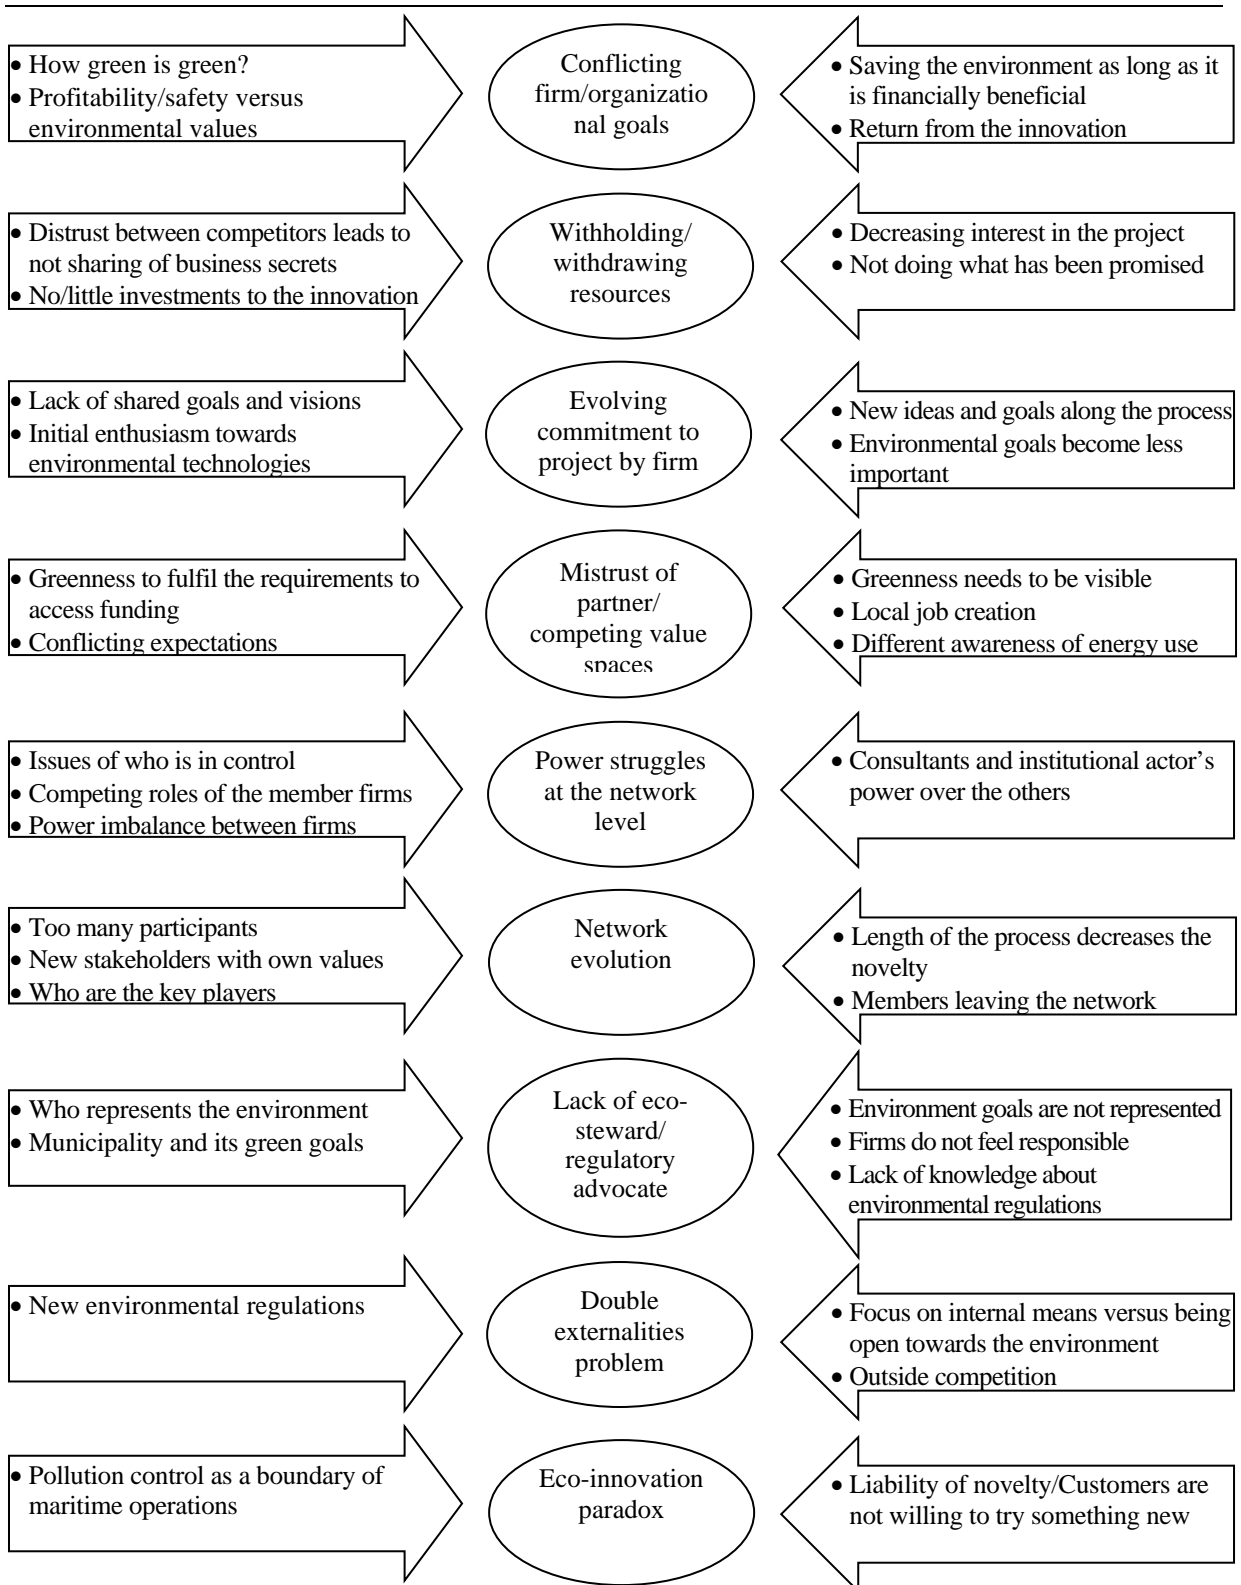 • How green is green?
• Profitability/safety versus
environmental values
Conflicting
firm/organizatio
nal goals
• Saving the environment as long as it
is financially beneficial
• Return from the innovation
• Distrust between competitors leads to
not sharing of business secrets
• No/little investments to the innovation
Withholding/
withdrawing
resources
• Decreasing interest in the project
• Not doing what has been promised
• Lack of shared goals and visions
• Initial enthusiasm towards
environmental technologies
Evolving
commitment to
project by firm
• New ideas and goals along the process
• Environmental goals become less
important
• Greenness to fulfil the requirements to
access funding
• Conflicting expectations
Mistrust of
partner/
competing value
spaces
• Greenness needs to be visible
• Local job creation
• Different awareness of energy use
• Issues of who is in control
• Competing roles of the member firms
• Power imbalance between firms
Power struggles
at the network
level
• Consultants and institutional actor's
power over the others
• Too many participants
• New stakeholders with own values
• Who are the key players
Network
evolution
• Length of the process decreases the
novelty
• Members leaving the network
• Who represents the environment
• Municipality and its green goals
Lack of eco-
steward/
regulatory
advocate
• Environment goals are not represented
• Firms do not feel responsible
• Lack of knowledge about
environmental regulations
• New environmental regulations
Double
externalities
problem
• Focus on internal means versus being
open towards the environment
• Outside competition
• Pollution control as a boundary of
maritime operations
Eco-innovation
paradox
• Liability of novelty/Customers are
not willing to try something new